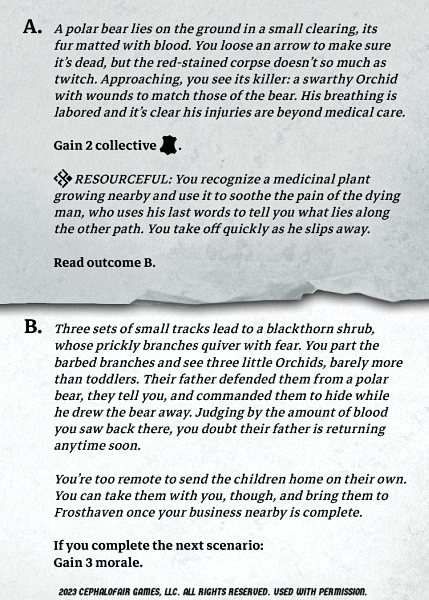 A. A polar bear lies on the ground in a small clearing, its
fur matted with blood. You loose an arrow to make sure
it's dead, but the red-stained corpse doesn't so much as
twitch. Approaching, you see its killer: a swarthy Orchid
with wounds to match those of the bear. His breathing is
labored and it's clear his injuries are beyond medical care.
Gain 2 collective .
RESOURCEFUL: You recognize a medicinal plant
growing nearby and use it to soothe the pain of the dying
man, who uses his last words to tell you what lies along
the other path. You take off quickly as he slips away.
Read outcome B.
B. Three sets of small tracks lead to a blackthorn shrub,
whose prickly branches quiver with fear. You part the
barbed branches and see three little Orchids, barely more
than toddlers. Their father defended them from a polar
bear, they tell you, and commanded them to hide while
he drew the bear away. Judging by the amount of blood
you saw back there, you doubt their father is returning
anytime soon.
You're too remote to send the children home on their own.
You can take them with you, though, and bring them to
Frosthaven once your business nearby is complete.
If you complete the next scenario:
Gain 3 morale.
2023 CEPHALOFAIR GAMES, LLC. ALL RIGHTS RESERVED. USED WITH PERMISSION.